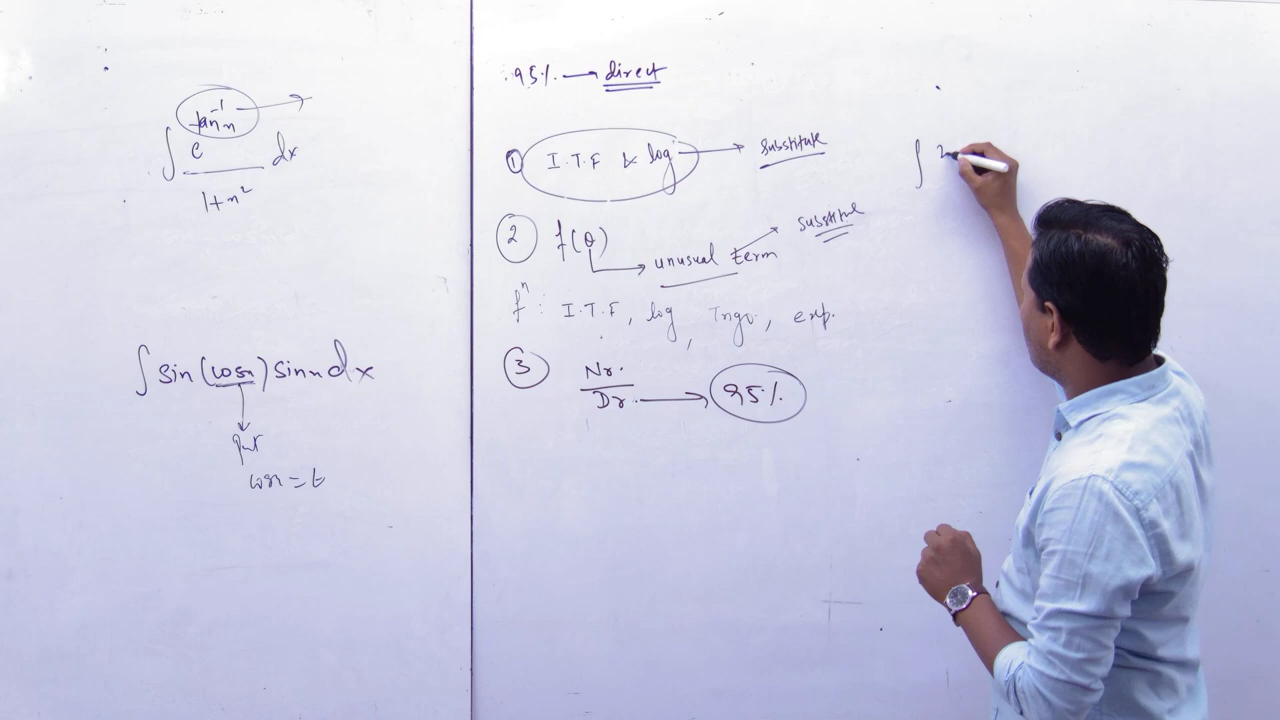 ∫ e^(tan⁻¹x) / (1+x²) dx
∫ sin(cosx) sinx dx
put
cosx = t
95% → direct
① I.T.F & log → substitute
② f(θ)
unusual term → substitute
fⁿ : I.T.F, log, Trigo, exp.
③ Nr. / Dr. → 95%
∫ 2